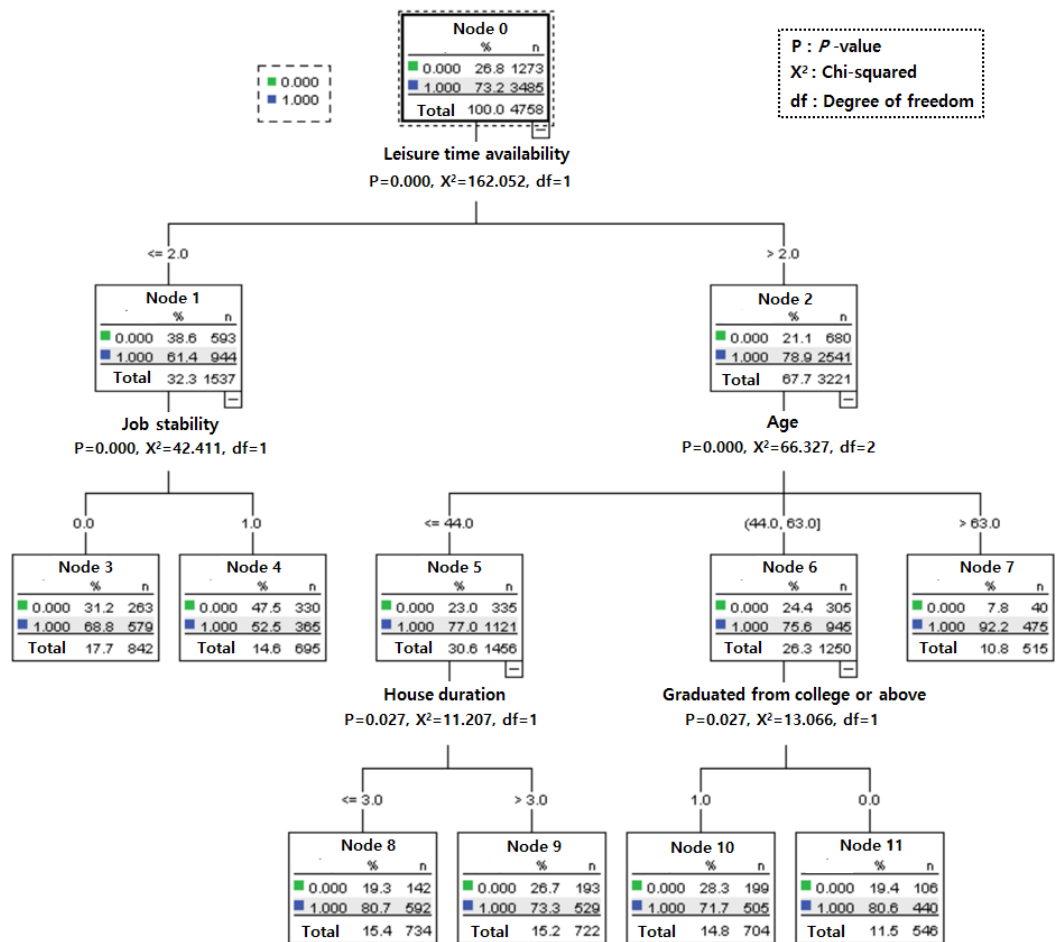 Node 0
% n
0.000 26.8 1273
1.000 73.2 3485
Total 100.0 4758
0.000
1.000
P : P -value
X² : Chi-squared
df : Degree of freedom
Leisure time availability
P=0.000, X²=162.052, df=1
<= 2.0
> 2.0
Node 1
% n
0.000 38.6 593
1.000 61.4 944
Total 32.3 1537
Node 2
% n
0.000 21.1 680
1.000 78.9 2541
Total 67.7 3221
Job stability
P=0.000, X²=42.411, df=1
Age
P=0.000, X²=66.327, df=2
0.0
1.0
<= 44.0
(44.0, 63.0]
> 63.0
Node 3
% n
0.000 31.2 263
1.000 68.8 579
Total 17.7 842
Node 4
% n
0.000 47.5 330
1.000 52.5 365
Total 14.6 695
Node 5
% n
0.000 23.0 335
1.000 77.0 1121
Total 30.6 1456
Node 6
% n
0.000 24.4 305
1.000 75.6 945
Total 26.3 1250
Node 7
% n
0.000 7.8 40
1.000 92.2 475
Total 10.8 515
House duration
P=0.027, X²=11.207, df=1
Graduated from college or above
P=0.027, X²=13.066, df=1
<= 3.0
> 3.0
1.0
0.0
Node 8
% n
0.000 19.3 142
1.000 80.7 592
Total 15.4 734
Node 9
% n
0.000 26.7 193
1.000 73.3 529
Total 15.2 722
Node 10
% n
0.000 28.3 199
1.000 71.7 505
Total 14.8 704
Node 11
% n
0.000 19.4 106
1.000 80.6 440
Total 11.5 546